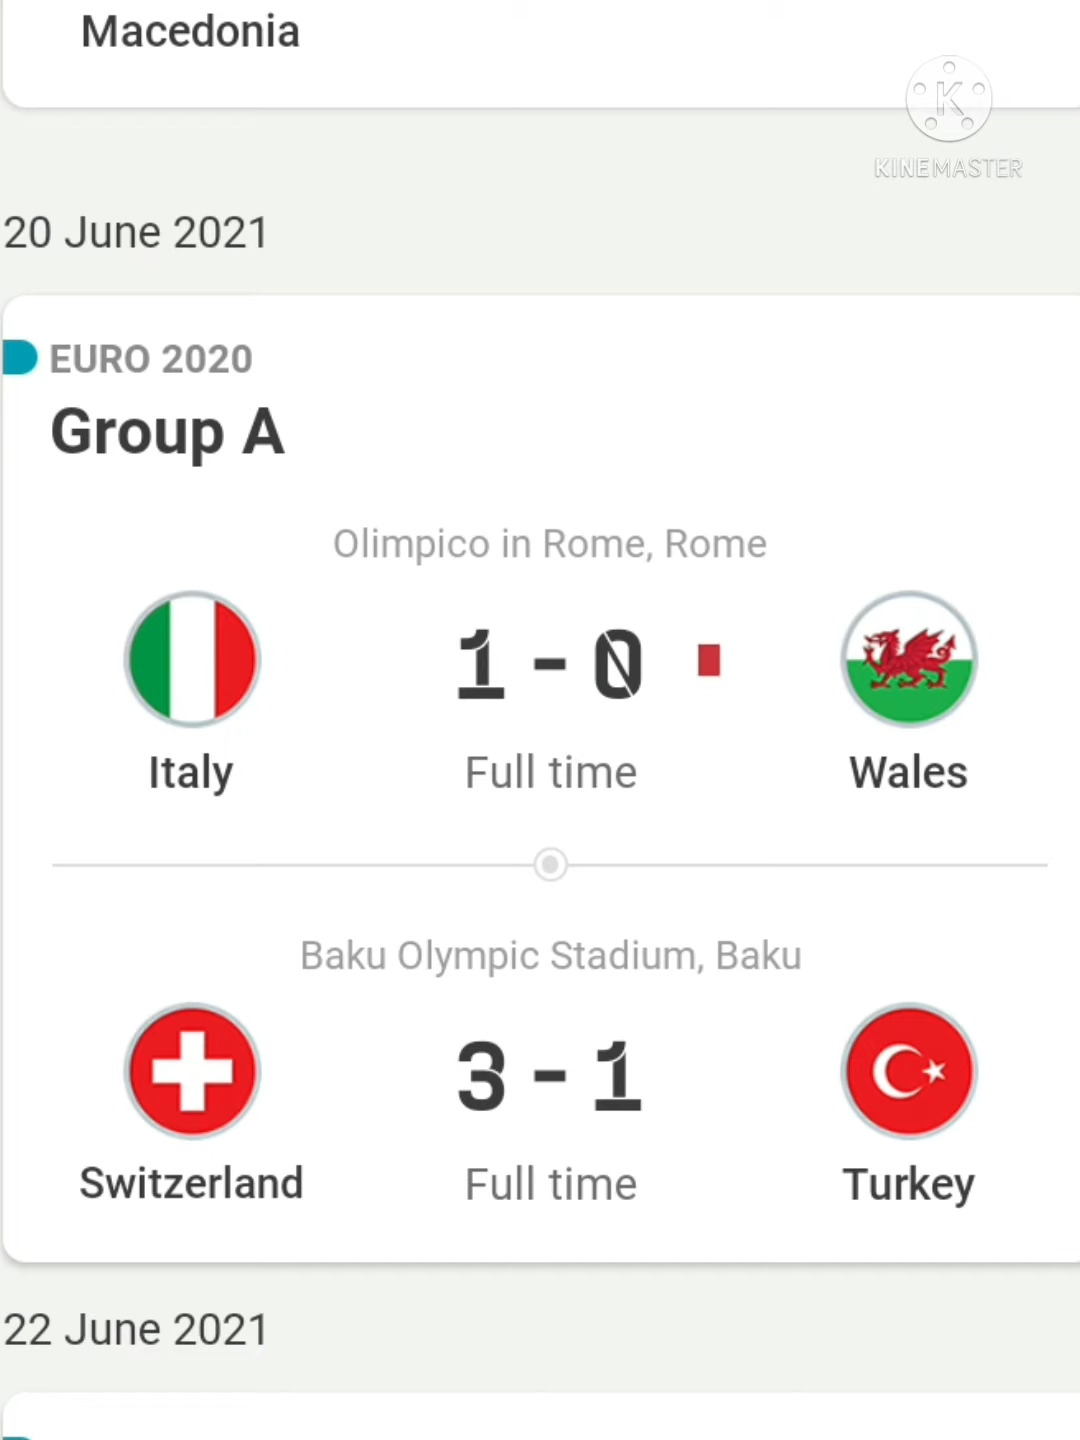 Macedonia
K
KINEMASTER
20 June 2021
EURO 2020
Group A
Olimpico in Rome, Rome
1 - 0
Italy
Full time
Wales
Baku Olympic Stadium, Baku
3 - 1
Switzerland
Full time
Turkey
22 June 2021